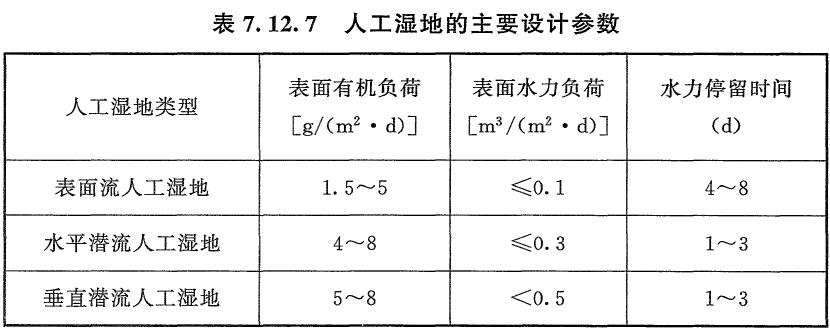 表 7.12.7 人工湿地的主要设计参数
人工湿地类型 表面有机负荷 [g/(m²·d)] 表面水力负荷 [m³/(m²·d)] 水力停留时间 (d)
表面流人工湿地 1.5~5 ≤0.1 4~8
水平潜流人工湿地 4~8 ≤0.3 1~3
垂直潜流人工湿地 5~8 <0.5 1~3